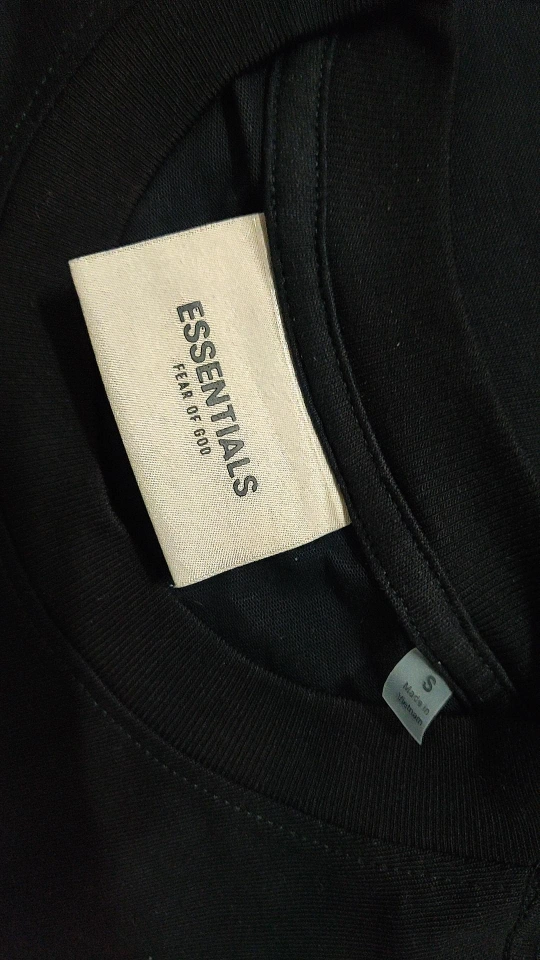 ESSENTIALS
FEAR OF GOD
S
Made in
Vietnam